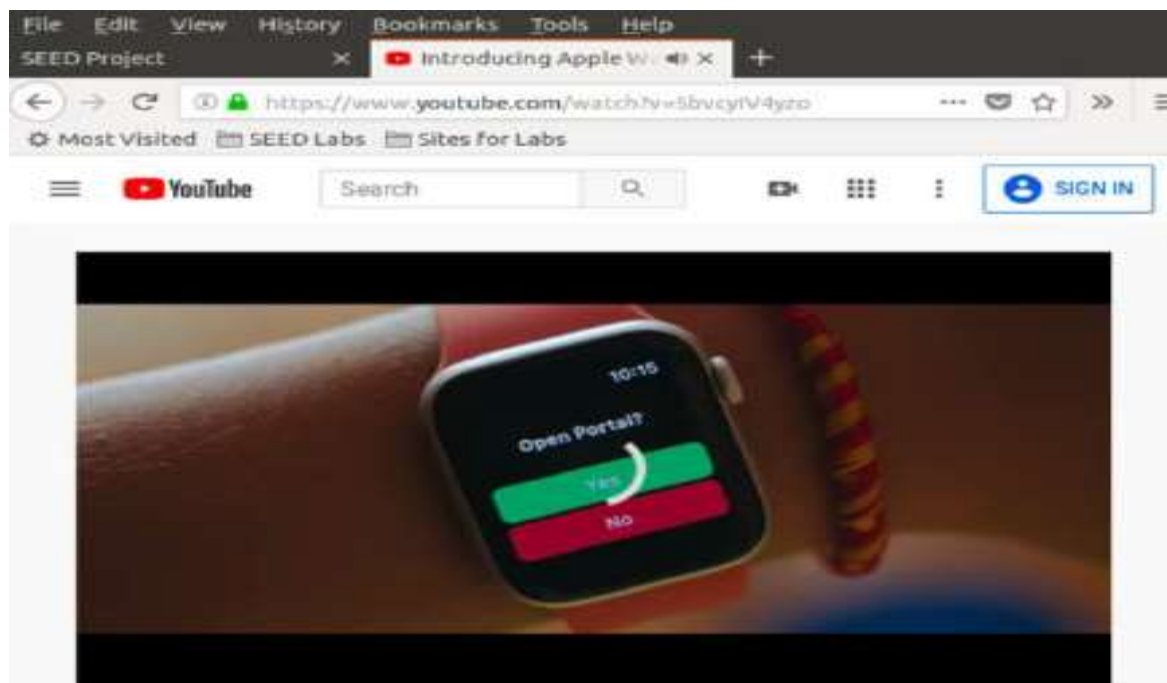 File Edit View History Bookmarks Tools Help
SEED Project × Introducing Apple W ×  +
https://www.youtube.com/watch?v=
Most Visited SEED Labs Sites for Labs
YouTube Search SIGN IN
10:15
Open Portal?
Yes
No